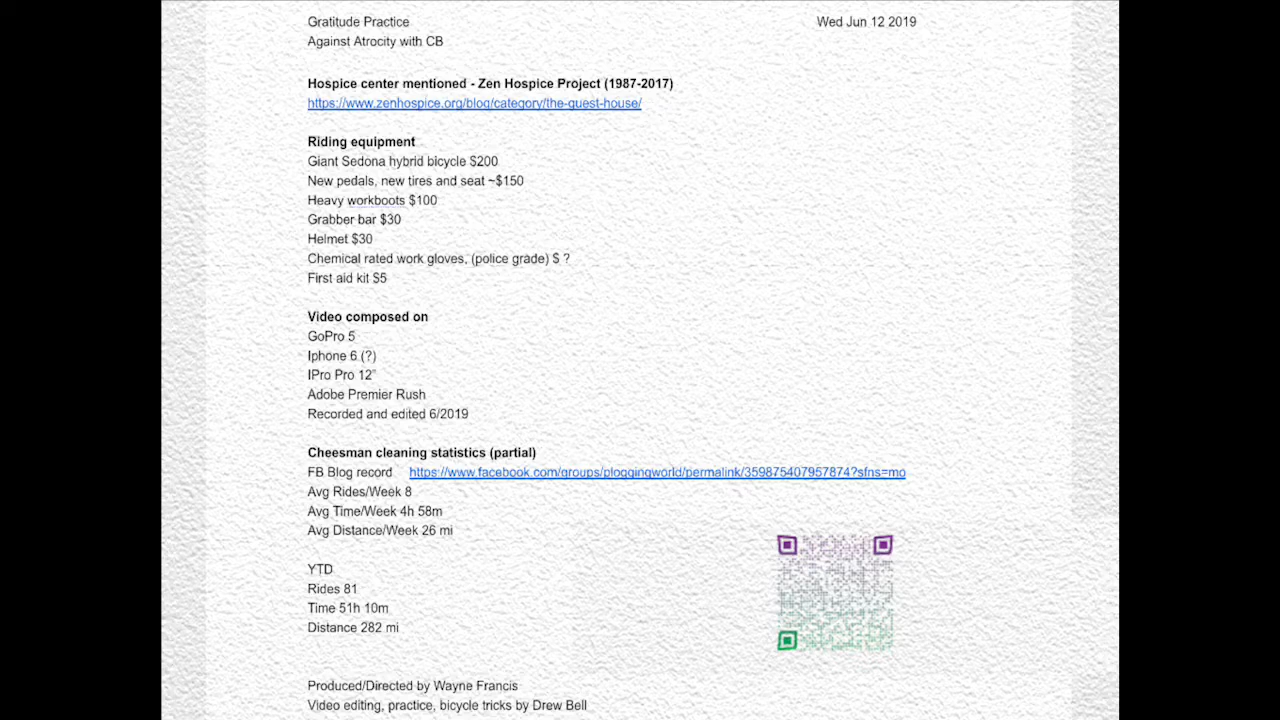 Gratitude Practice Wed Jun 12 2019
Against Atrocity with CB
Hospice center mentioned - Zen Hospice Project (1987-2017)
https://www.zenhospice.org/blog/category/the-guest-house/
Riding equipment
Giant Sedona hybrid bicycle $200
New pedals, new tires and seat ~$150
Heavy workboots $100
Grabber bar $30
Helmet $30
Chemical rated work gloves, (police grade) $ ?
First aid kit $5
Video composed on
GoPro 5
Iphone 6 (?)
IPro Pro 12"
Adobe Premier Rush
Recorded and edited 6/2019
Cheesman cleaning statistics (partial)
FB Blog record https://www.facebook.com/groups/ploggingworld/permalink/359875407957874?sfns=mo
Avg Rides/Week 8
Avg Time/Week 4h 58m
Avg Distance/Week 26 mi
YTD
Rides 81
Time 51h 10m
Distance 282 mi
Produced/Directed by Wayne Francis
Video editing, practice, bicycle tricks by Drew Bell